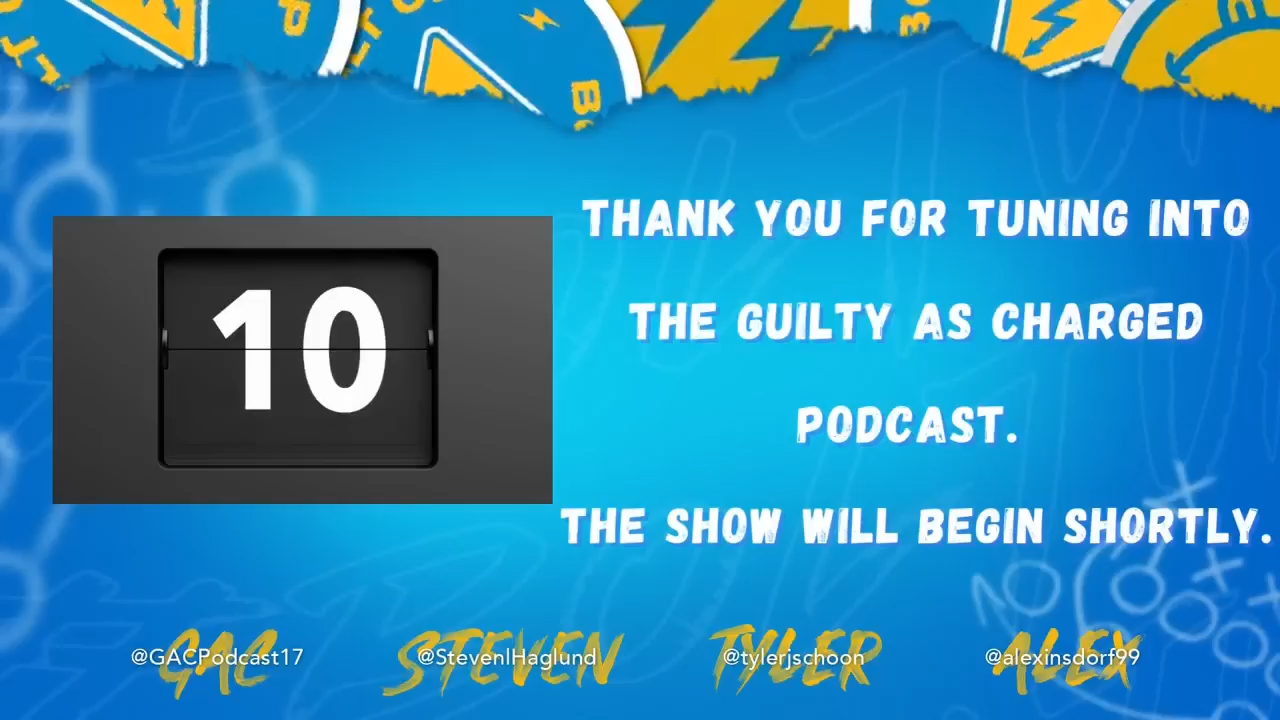 10
THANK YOU FOR TUNING INTO
THE GUILTY AS CHARGED
PODCAST.
THE SHOW WILL BEGIN SHORTLY.
GAC
@GACPodcast17
STEVEN
@StevenIHaglund
TYLER
@tylerjschoon
ALEX
@alexinsdorf99